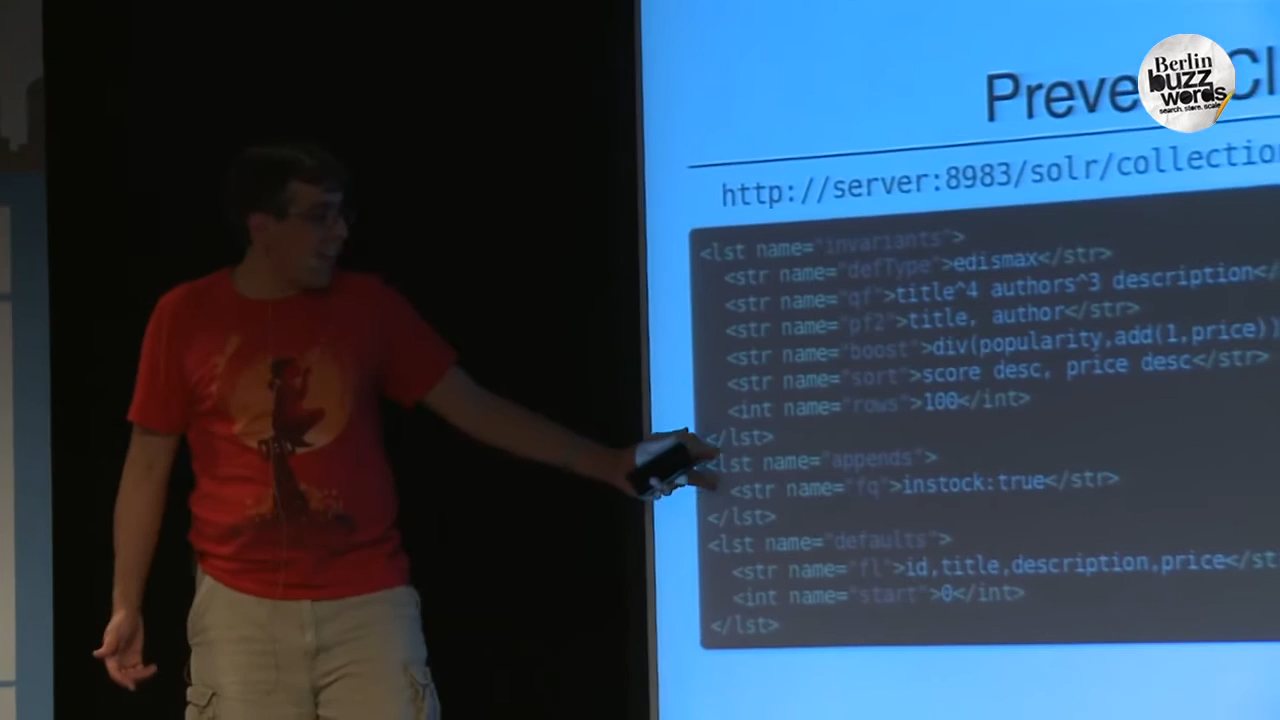 Berlin
buzz
words
search. store. scale
Preve
http://server:8983/solr/collectio
<lst name="invariants">
<str name="defType">edismax</str>
<str name="qf">title^4 authors^3 description</
<str name="pf2">title, author</str>
<str name="boost">div(popularity,add(1,price))
<str name="sort">score desc, price desc</str>
<int name="rows">100</int>
</lst>
<lst name="appends">
<str name="fq">instock:true</str>
</lst>
<lst name="defaults">
<str name="fl">id,title,description,price</st
<int name="start">0</int>
</lst>